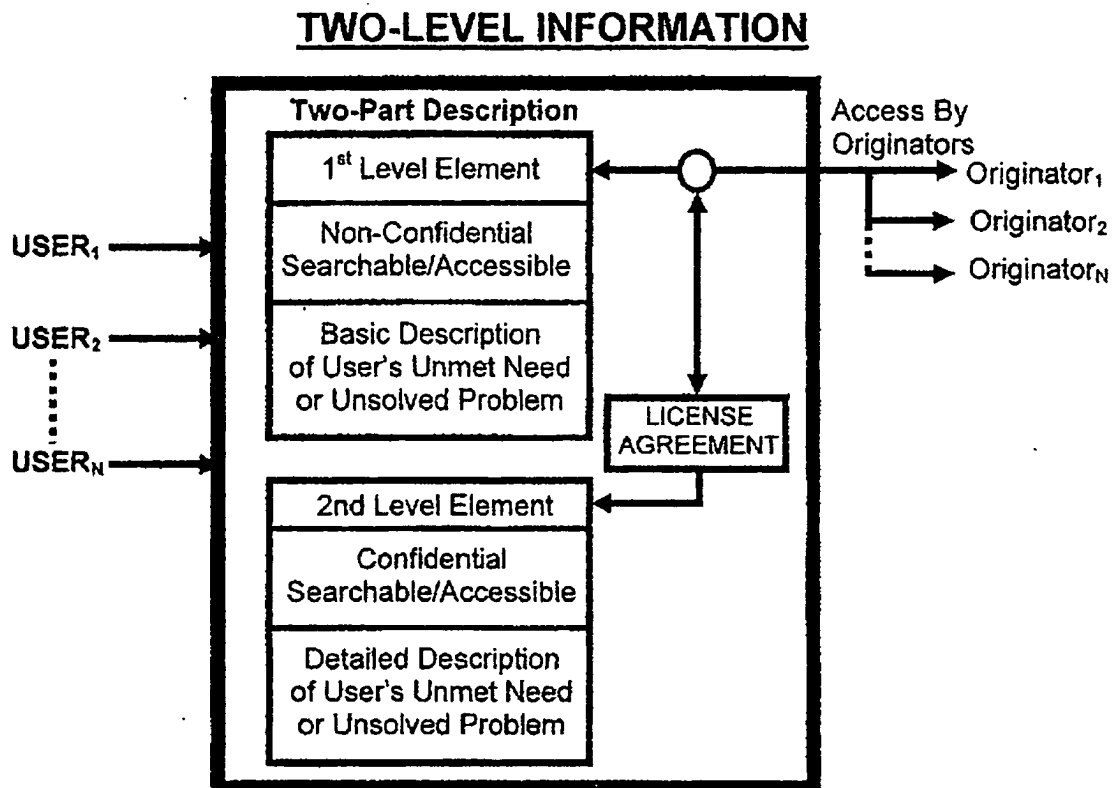 TWO-LEVEL INFORMATION
Two-Part Description
1st Level Element
Non-Confidential
Searchable/Accessible
Basic Description
of User's Unmet Need
or Unsolved Problem
USER1
USER2
USERN
LICENSE
AGREEMENT
2nd Level Element
Confidential
Searchable/Accessible
Detailed Description
of User's Unmet Need
or Unsolved Problem
Access By
Originators
Originator1
Originator2
OriginatorN